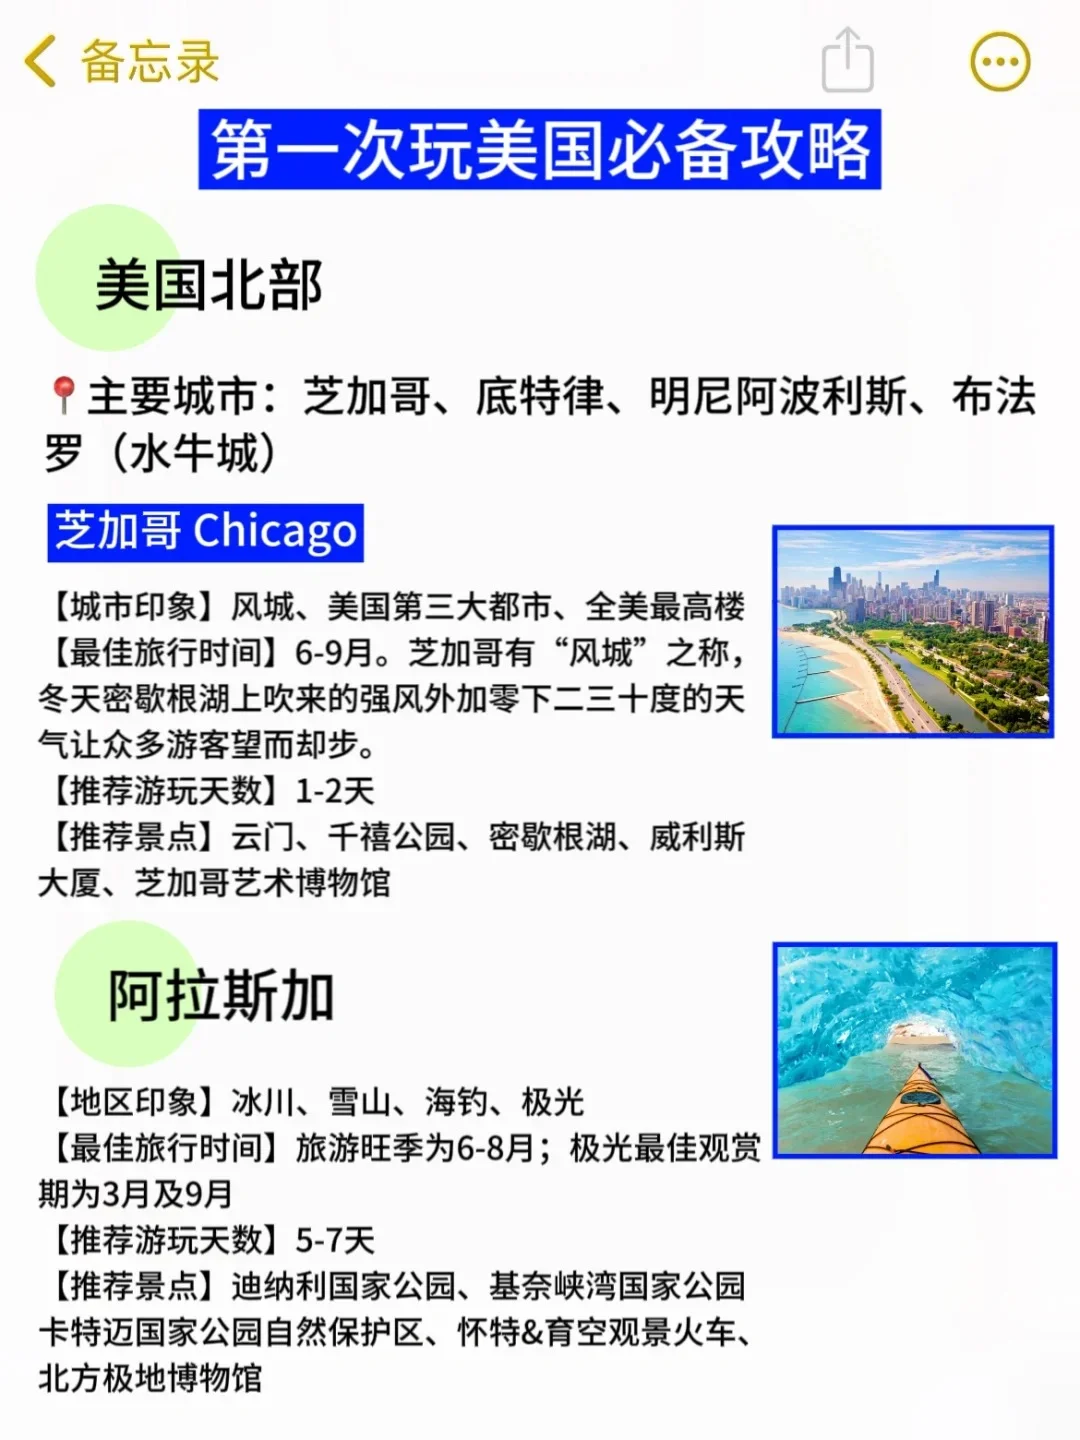 备忘录
第一次玩美国必备攻略
美国北部
📍主要城市：芝加哥、底特律、明尼阿波利斯、布法
罗（水牛城）
芝加哥 Chicago
【城市印象】风城、美国第三大都市、全美最高楼
【最佳旅行时间】6-9月。芝加哥有“风城”之称，
冬天密歇根湖上吹来的强风外加零下二三十度的天
气让众多游客望而却步。
【推荐游玩天数】1-2天
【推荐景点】云门、千禧公园、密歇根湖、威利斯
大厦、芝加哥艺术博物馆
阿拉斯加
【地区印象】冰川、雪山、海钓、极光
【最佳旅行时间】旅游旺季为6-8月；极光最佳观赏
期为3月及9月
【推荐游玩天数】5-7天
【推荐景点】迪纳利国家公园、基奈峡湾国家公园
卡特迈国家公园自然保护区、怀特&育空观景火车、
北方极地博物馆